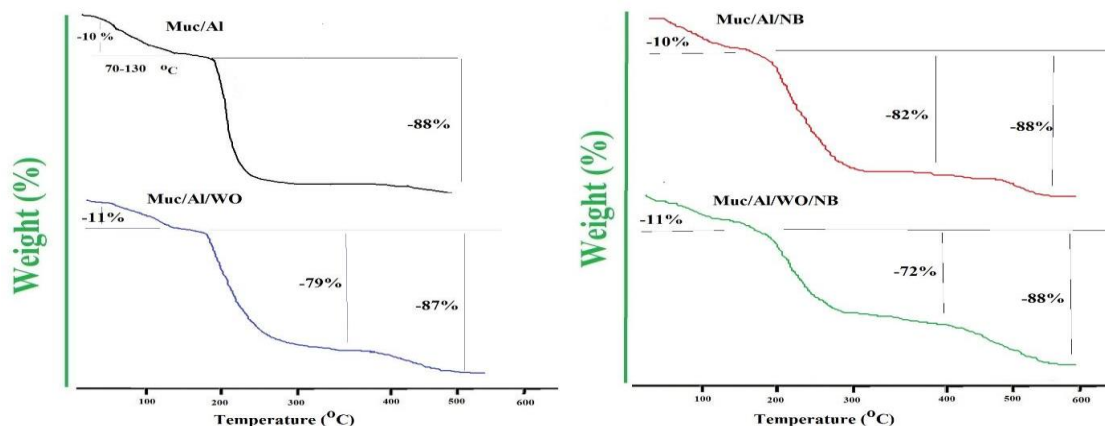 Muc/Al
-10 %
70-130 °C
-88%
Muc/Al/WO
-11%
-79%
-87%
Weight (%)
100 200 300 400 500 600
Temperature (°C)
Muc/Al/NB
-10%
-82%
-88%
Muc/Al/WO/NB
-11%
-72%
-88%
Weight (%)
100 200 300 400 500 600
Temperature (°C)